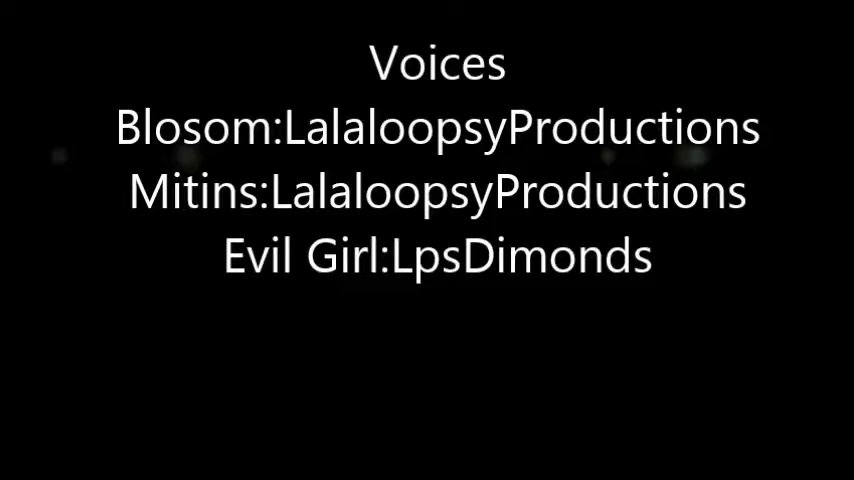 Voices
Blosom:LalaloopsyProductions
Mitins:LalaloopsyProductions
Evil Girl:LpsDimonds